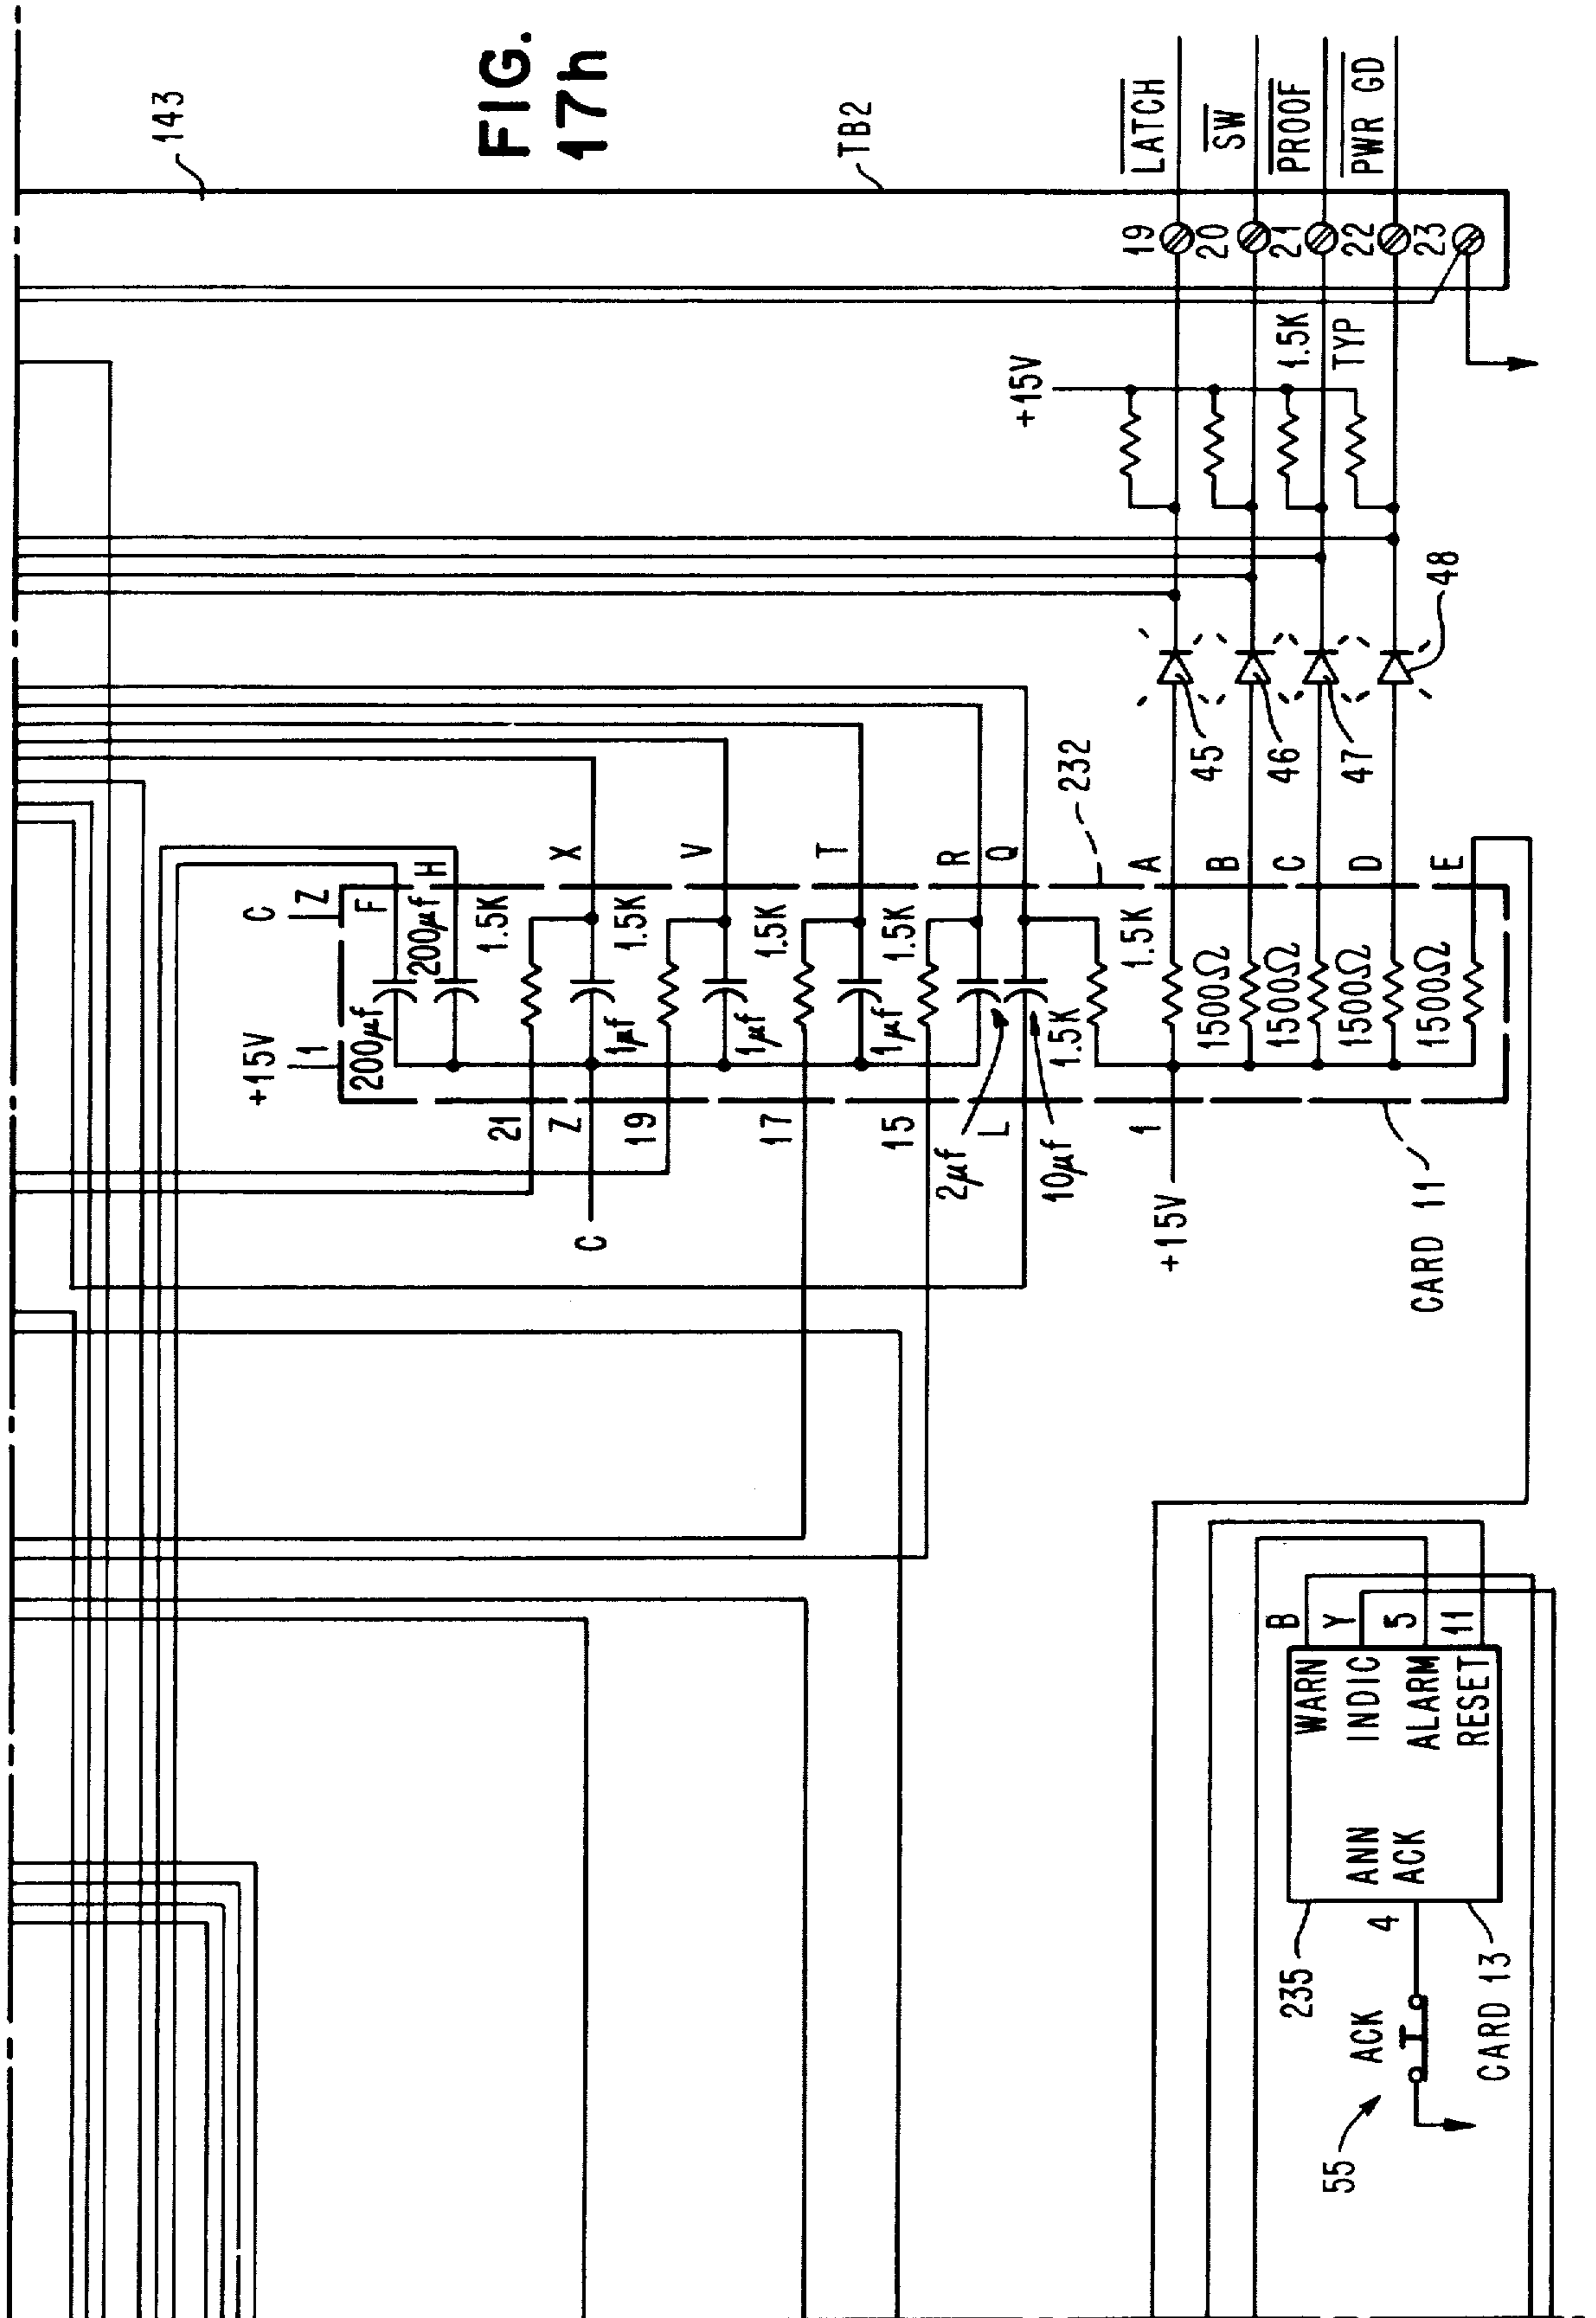 FIG.
17h
143
TB2
LATCH
SW
PROOF
PWR GD
19
20
21
22
23
+15V
1.5K
TYP
48
45
46
47
232
C
Z
F
H
X
V
T
R
Q
A
B
C
D
E
+15V
1
200µf
200µf
1.5K
1.5K
1.5K
1.5K
1.5K
1µf
1µf
1µf
1.5K
1500Ω
1500Ω
1500Ω
1500Ω
21
Z
19
17
15
L
1
C
2µf
10µf
+15V
CARD 11
B
Y
5
11
WARN
INDIC
ALARM
RESET
ANN
ACK
4
235
ACK
CARD 13
55